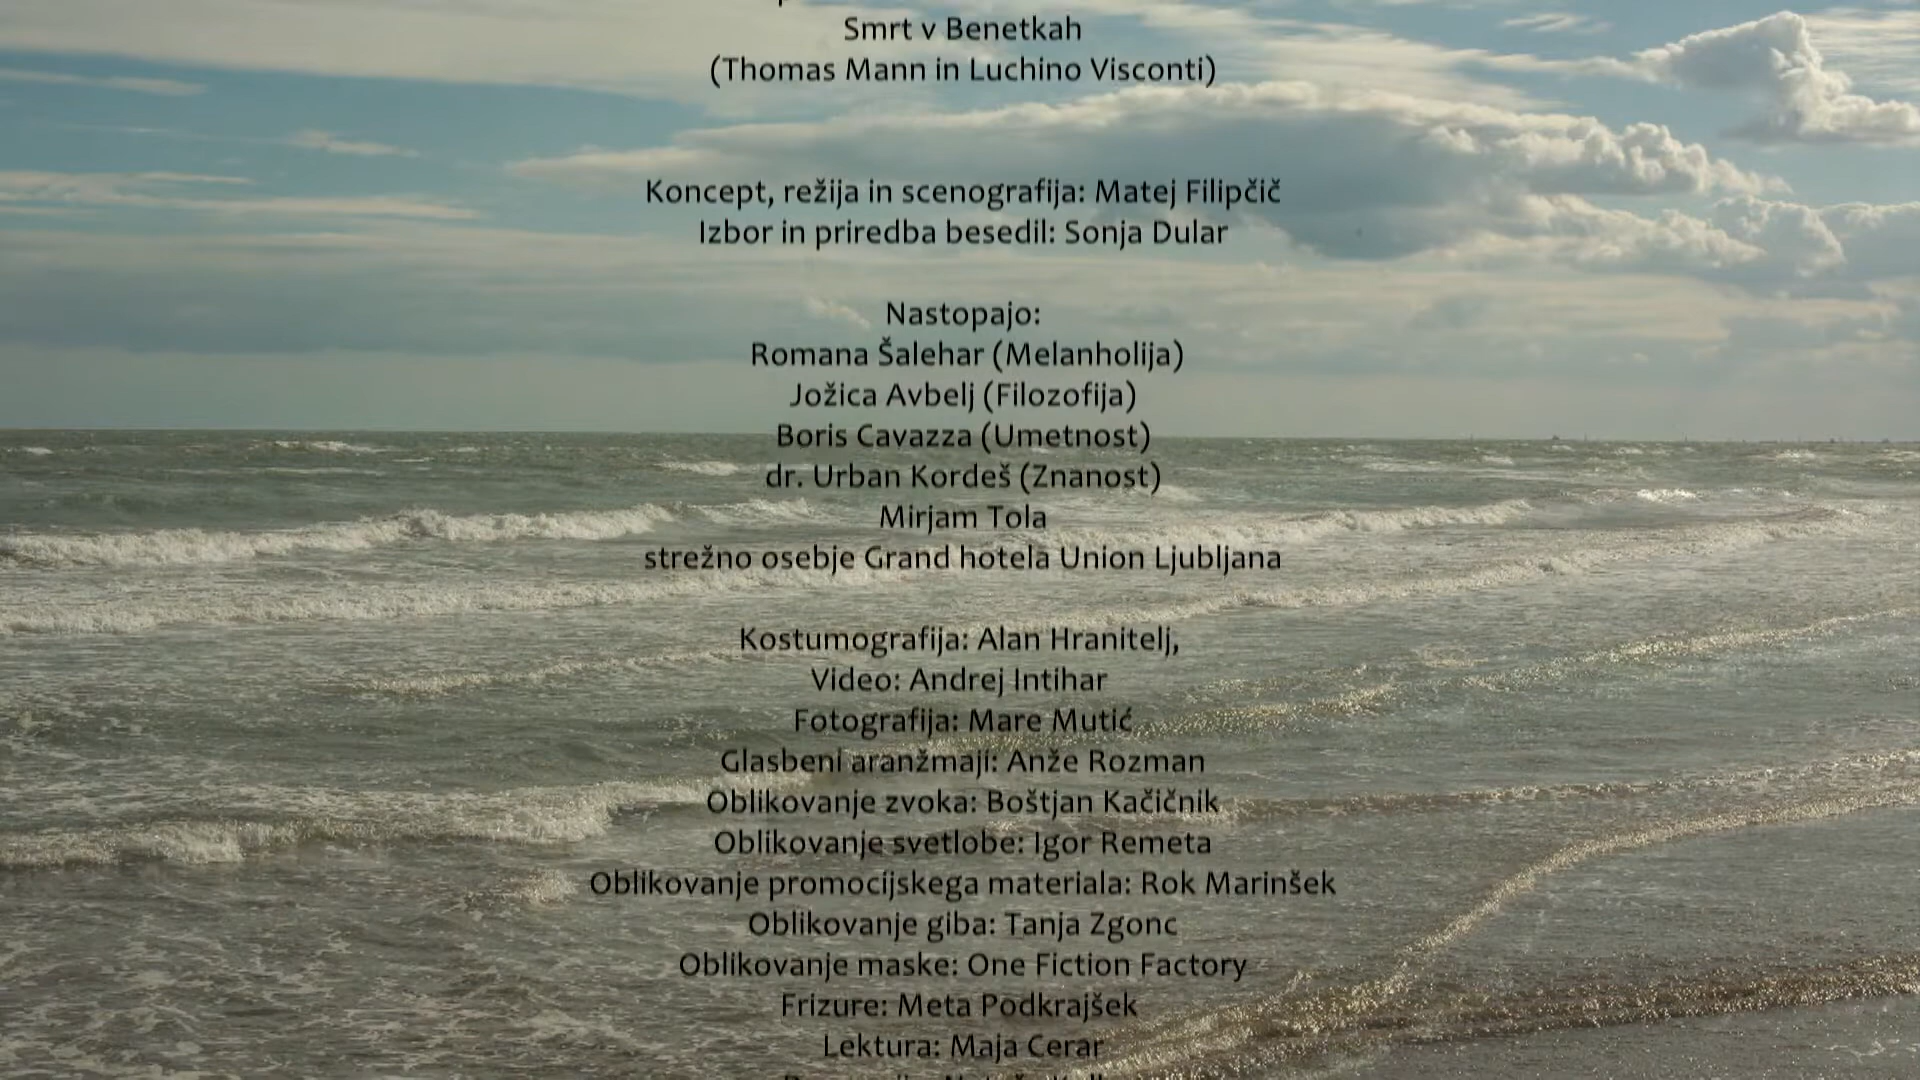 Smrt v Benetkah
(Thomas Mann in Luchino Visconti)
Koncept, režija in scenografija: Matej Filipčič
Izbor in priredba besedil: Sonja Dular
Nastopajo:
Romana Šalehar (Melanholija)
Jožica Avbelj (Filozofija)
Boris Cavazza (Umetnost)
dr. Urban Kordeš (Znanost)
Mirjam Tola
strežno osebje Grand hotela Union Ljubljana
Kostumografija: Alan Hranitelj,
Video: Andrej Intihar
Fotografija: Mare Mutić
Glasbeni aranžmaji: Anže Rozman
Oblikovanje zvoka: Boštjan Kačičnik
Oblikovanje svetlobe: Igor Remeta
Oblikovanje promocijskega materiala: Rok Marinšek
Oblikovanje giba: Tanja Zgonc
Oblikovanje maske: One Fiction Factory
Frizure: Meta Podkrajšek
Lektura: Maja Cerar